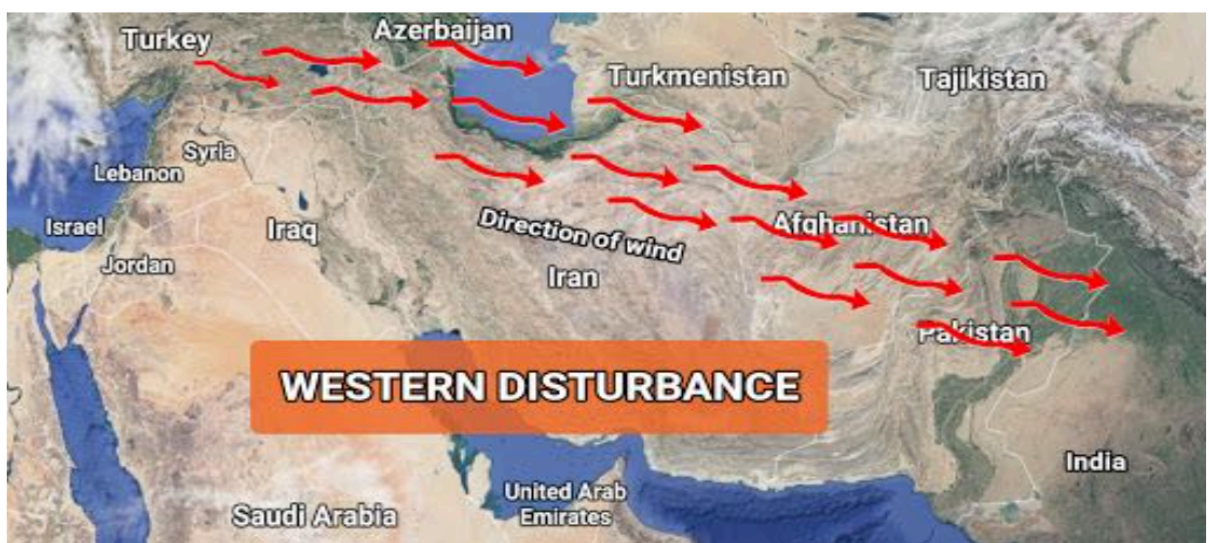 Turkey
Azerbaijan
Turkmenistan
Tajikistan
Syria
Lebanon
Israel
Iraq
Direction of wind
Afghanistan
Jordan
Iran
Pakistan
WESTERN DISTURBANCE
India
United Arab
Emirates
Saudi Arabia